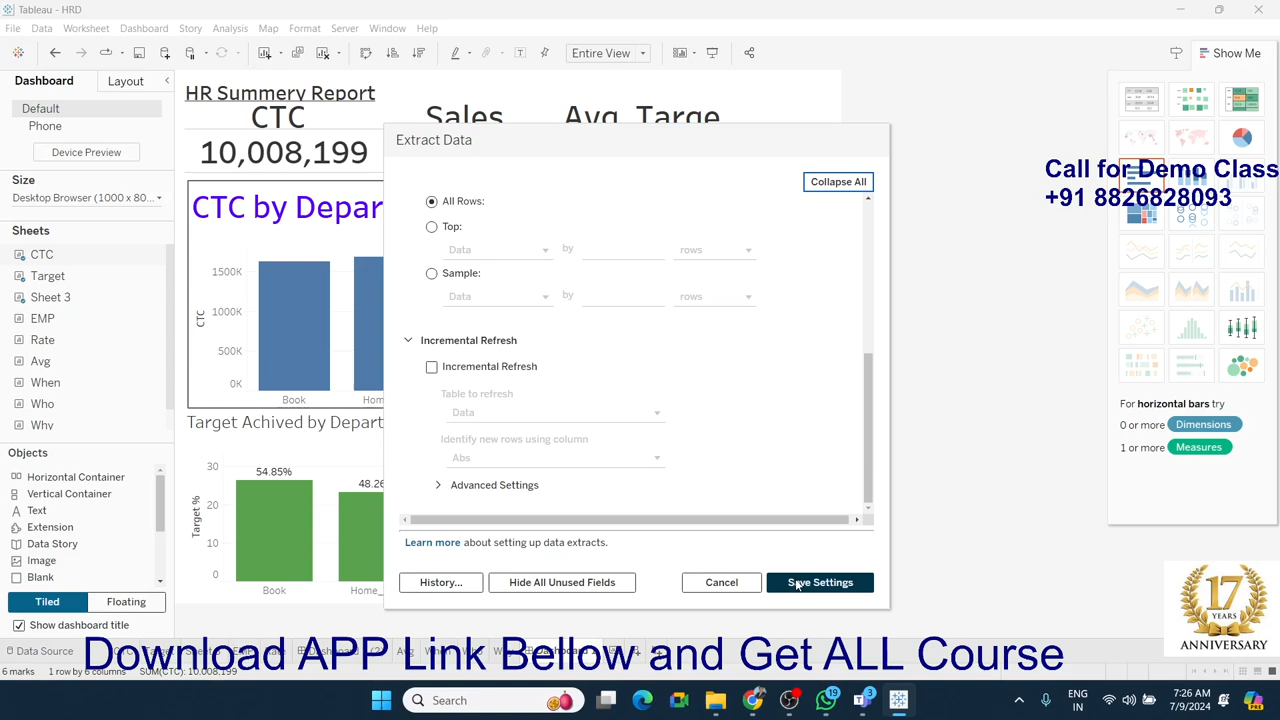 Tableau - HRD
File Data Worksheet Dashboard Story Analysis Map Format Server Window Help
Entire View
Show Me
Dashboard Layout
Default
Phone
Device Preview
Size
Desktop Browser (1000 x 80...
Sheets
CTC
Target
Sheet 3
EMP
Rate
Avg
When
Who
Objects
Horizontal Container
Vertical Container
Text
Extension
Data Story
Image
Blank
Tiled Floating
Show dashboard title
HR Summery Report
CTC Sales Avg. Targe
10,008,199
CTC by Depar
1500K
1000K
500K
0K
CTC
Book Hom
Target Achived by Depart
30
20
10
0
Target %
54.85% 48.26
Book Home_
Extract Data
Collapse All
All Rows:
Top:
Data by rows
Sample:
Data by rows
Incremental Refresh
Incremental Refresh
Table to refresh
Data
Identify new rows using column
Abs
Advanced Settings
Learn more about setting up data extracts.
History... Hide All Unused Fields Cancel Save Settings
Call for Demo Class
+91 8826828093
For horizontal bars try
0 or more Dimensions
1 or more Measures
17
YEARS
ANNIVERSARY
Data Source
Download APP Link Bellow and Get ALL Course
6 marks 1 row by 6 columns SUM(CTC): 10,008,199
Search
19
3
ENG
IN
7:26 AM
7/9/2024